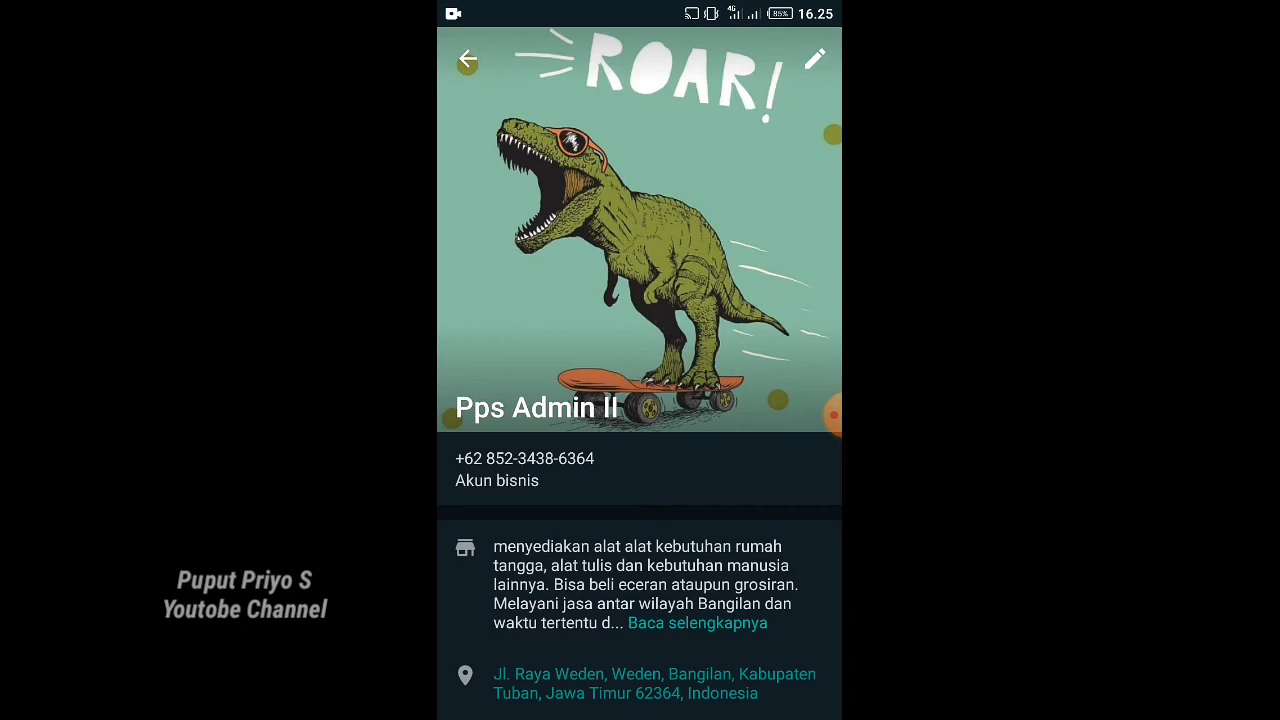 4G
85%
16.25
ROAR!
Pps Admin II
+62 852-3438-6364
Akun bisnis
menyediakan alat alat kebutuhan rumah
tangga, alat tulis dan kebutuhan manusia
lainnya. Bisa beli eceran ataupun grosiran.
Melayani jasa antar wilayah Bangilan dan
waktu tertentu d... Baca selengkapnya
Jl. Raya Weden, Weden, Bangilan, Kabupaten
Tuban, Jawa Timur 62364, Indonesia
Puput Priyo S
Youtobe Channel